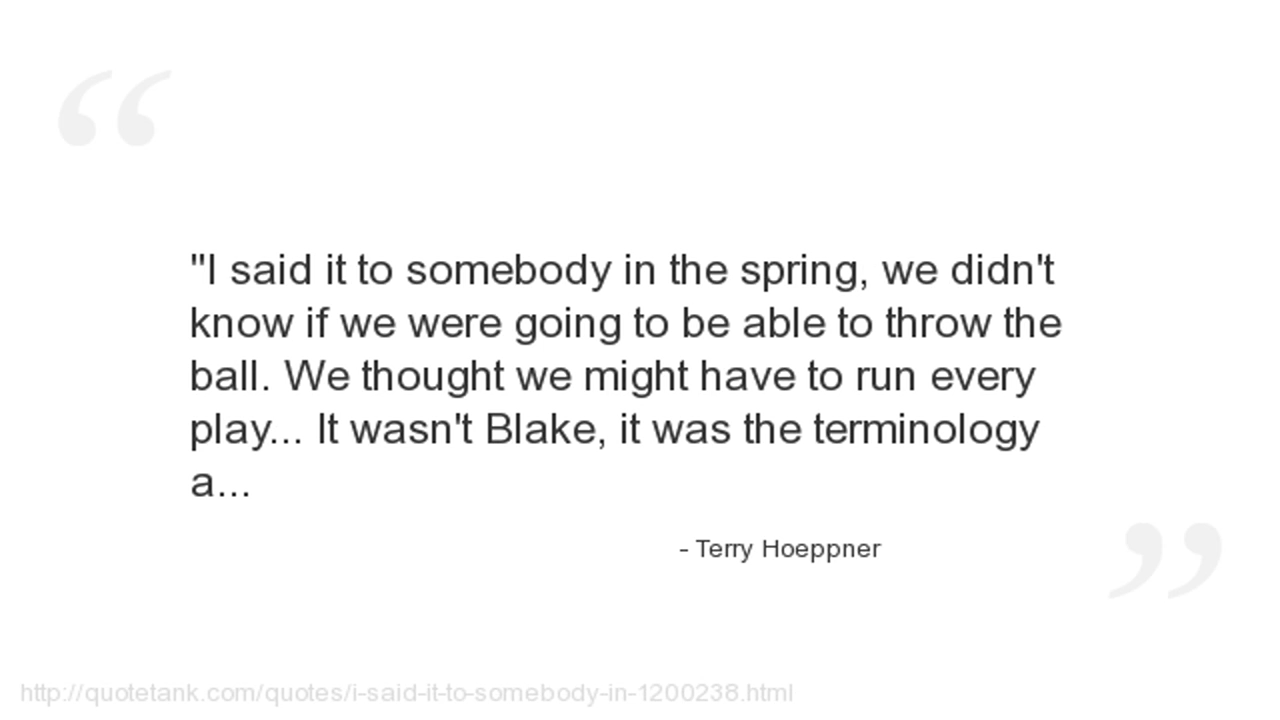 "I said it to somebody in the spring, we didn't
know if we were going to be able to throw the
ball. We thought we might have to run every
play... It wasn't Blake, it was the terminology
a...
- Terry Hoeppner
http://quotetank.com/quotes/i-said-it-to-somebody-in-1200238.html